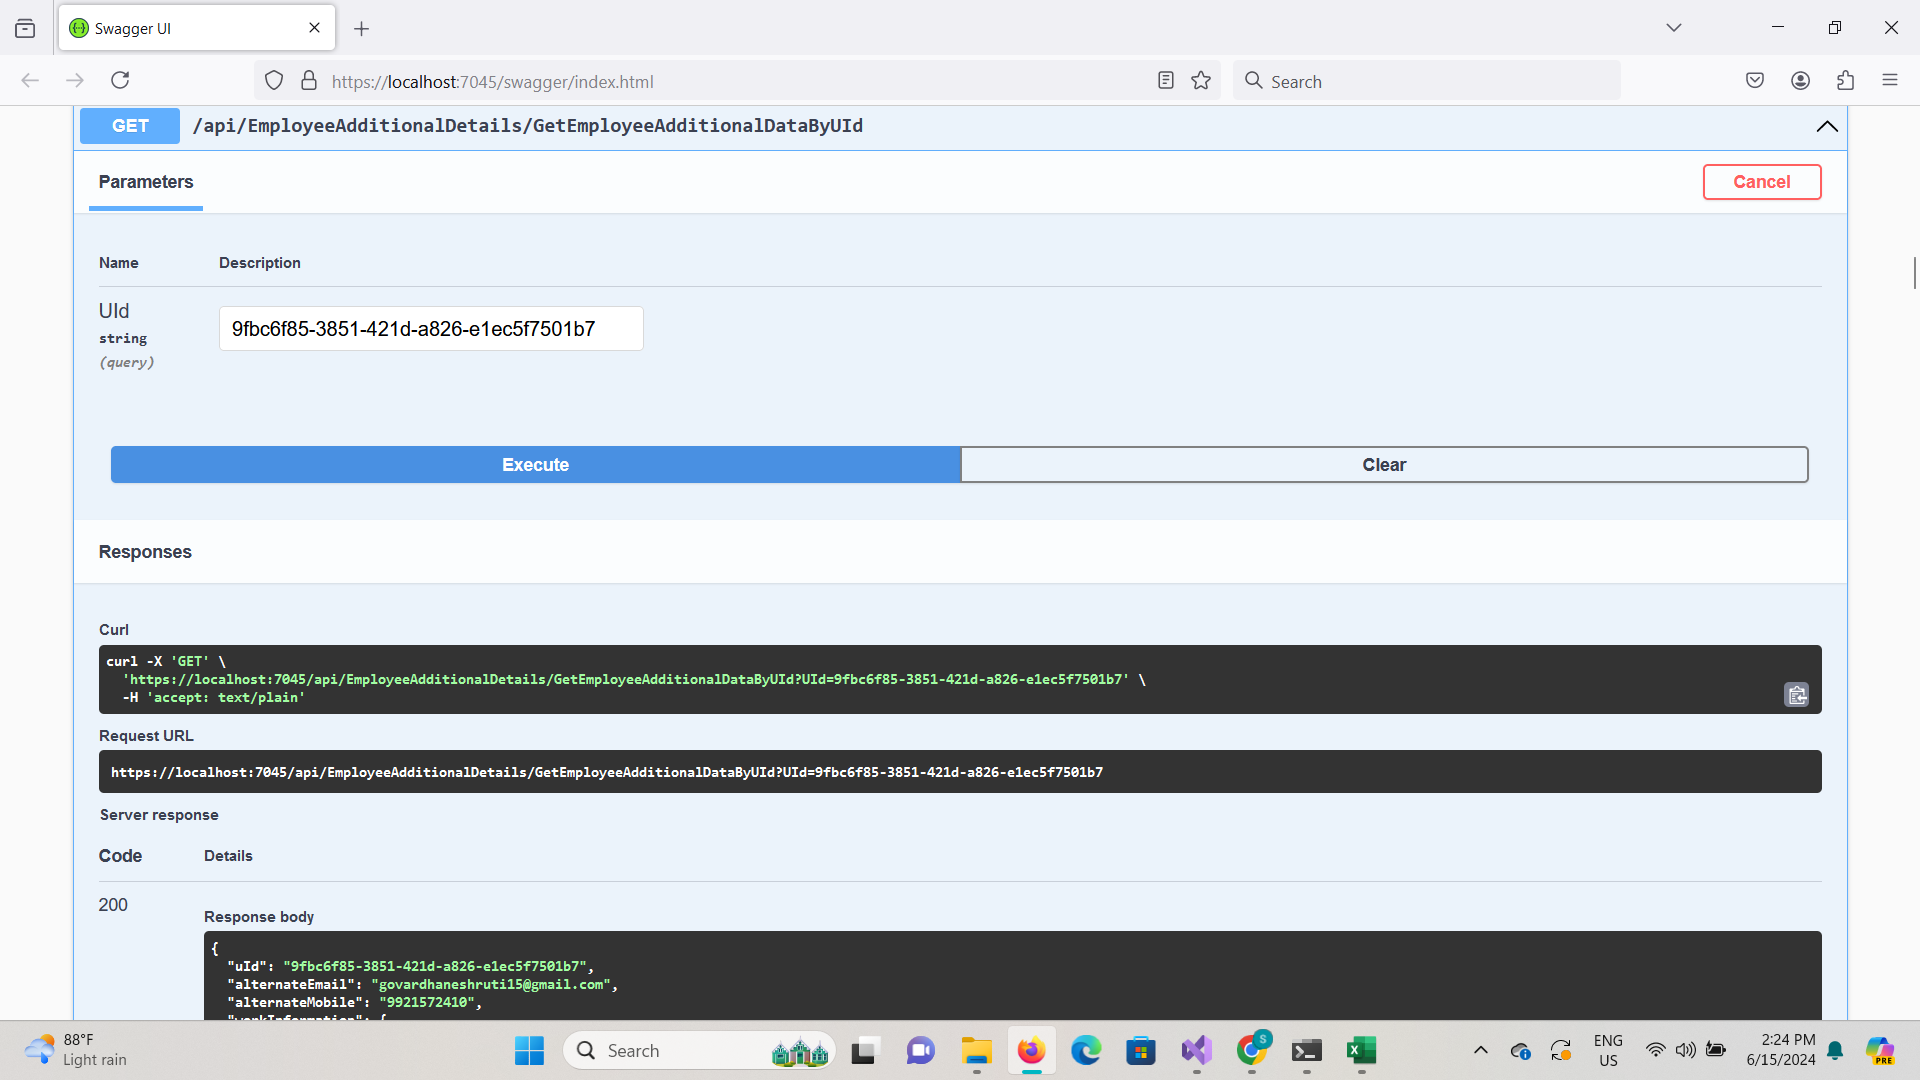 Swagger UI
https://localhost:7045/swagger/index.html
Search
GET /api/EmployeeAdditionalDetails/GetEmployeeAdditionalDataByUId
Parameters
Cancel
Name Description
UId
string
(query)
9fbc6f85-3851-421d-a826-e1ec5f7501b7
Execute
Clear
Responses
Curl
curl -X 'GET' \
'https://localhost:7045/api/EmployeeAdditionalDetails/GetEmployeeAdditionalDataByUId?UId=9fbc6f85-3851-421d-a826-e1ec5f7501b7' \
-H 'accept: text/plain'
Request URL
https://localhost:7045/api/EmployeeAdditionalDetails/GetEmployeeAdditionalDataByUId?UId=9fbc6f85-3851-421d-a826-e1ec5f7501b7
Server response
Code Details
200
Response body
{
"uId": "9fbc6f85-3851-421d-a826-e1ec5f7501b7",
"alternateEmail": "govardhaneshruti15@gmail.com",
"alternateMobile": "9921572410",
"workInformation": {
88°F
Light rain
Search
S
ENG
US
2:24 PM
6/15/2024
PRE